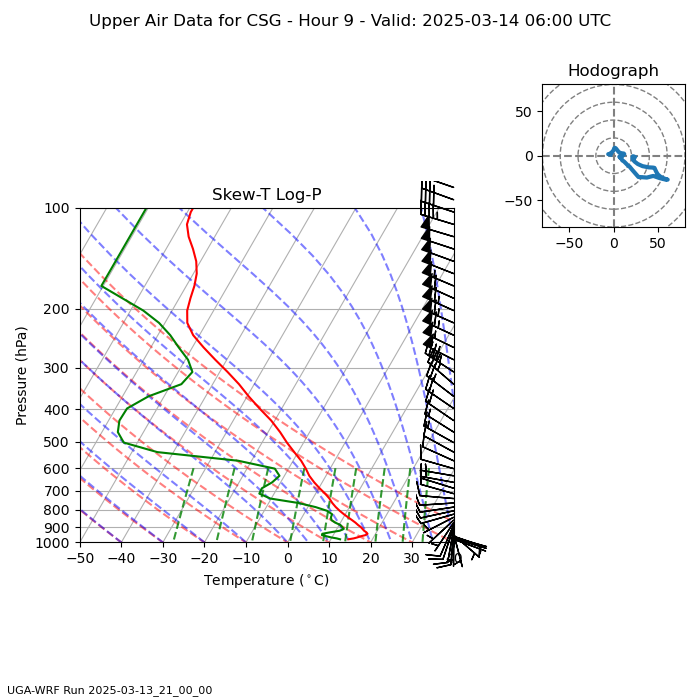 Upper Air Data for CSG - Hour 9 - Valid: 2025-03-14 06:00 UTC
Hodograph
50
0
−50
−50 0 50
Skew-T Log-P
100
200
300
400
500
600
700
800
900
1000
Pressure (hPa)
−50 −40 −30 −20 −10 0 10 20 30 40
Temperature (°C)
UGA-WRF Run 2025-03-13_21_00_00